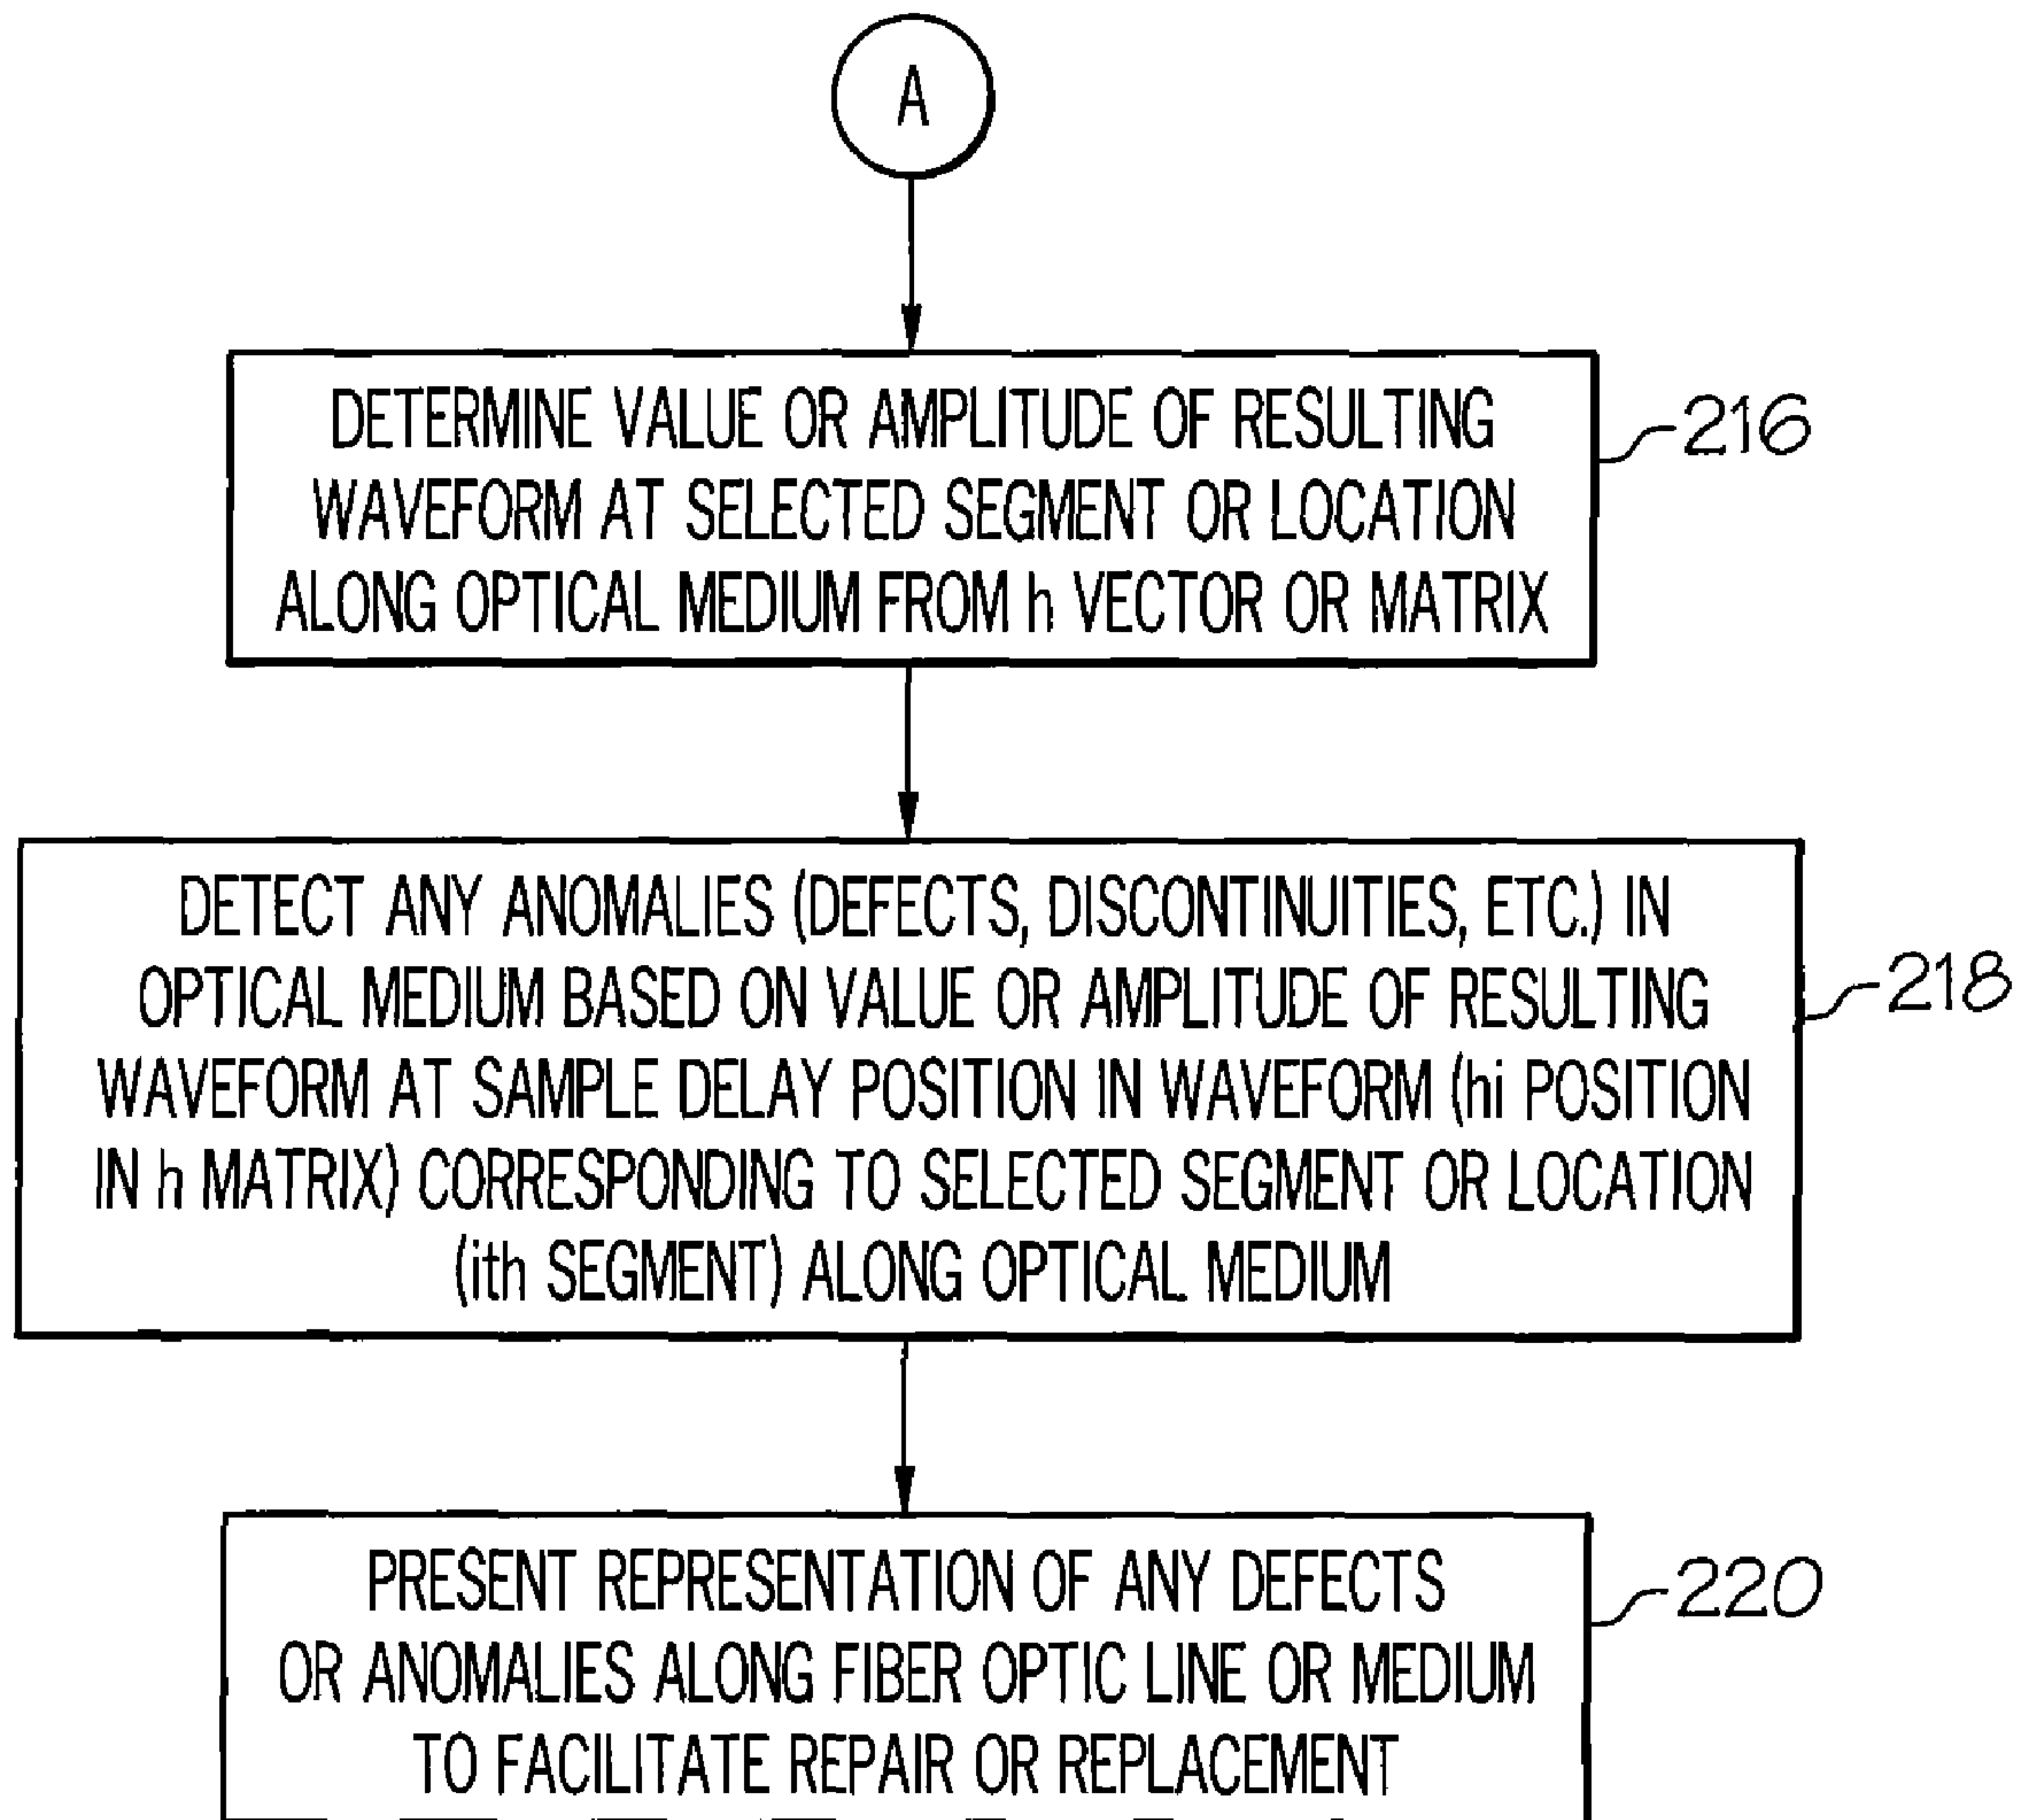 A
DETERMINE VALUE OR AMPLITUDE OF RESULTING
WAVEFORM AT SELECTED SEGMENT OR LOCATION
ALONG OPTICAL MEDIUM FROM h VECTOR OR MATRIX
216
DETECT ANY ANOMALIES (DEFECTS, DISCONTINUITIES, ETC.) IN
OPTICAL MEDIUM BASED ON VALUE OR AMPLITUDE OF RESULTING
WAVEFORM AT SAMPLE DELAY POSITION IN WAVEFORM (hi POSITION
IN h MATRIX) CORRESPONDING TO SELECTED SEGMENT OR LOCATION
(ith SEGMENT) ALONG OPTICAL MEDIUM
218
PRESENT REPRESENTATION OF ANY DEFECTS
OR ANOMALIES ALONG FIBER OPTIC LINE OR MEDIUM
TO FACILITATE REPAIR OR REPLACEMENT
220